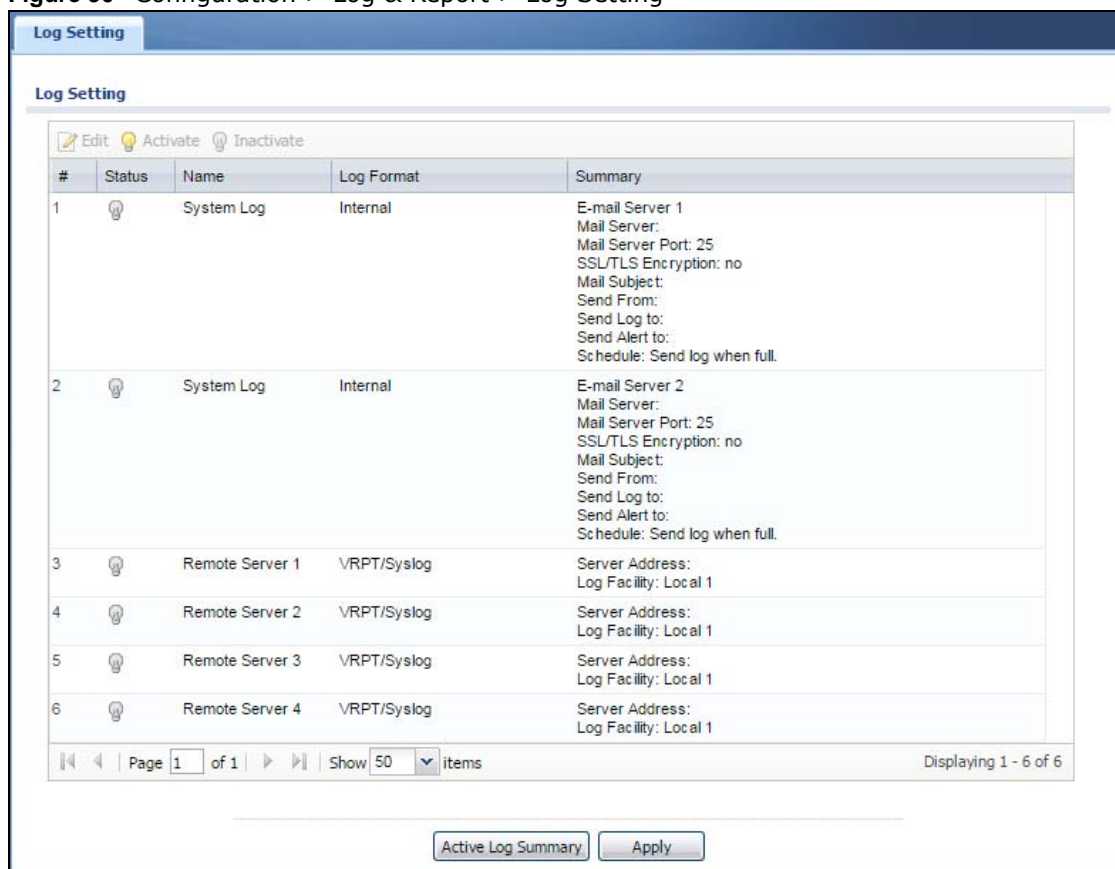 Log Setting
Log Setting
Edit Activate Inactivate
# Status Name Log Format Summary
1 System Log Internal E-mail Server 1
Mail Server:
Mail Server Port: 25
SSL/TLS Encryption: no
Mail Subject:
Send From:
Send Log to:
Send Alert to:
Schedule: Send log when full.
2 System Log Internal E-mail Server 2
Mail Server:
Mail Server Port: 25
SSL/TLS Encryption: no
Mail Subject:
Send From:
Send Log to:
Send Alert to:
Schedule: Send log when full.
3 Remote Server 1 VRPT/Syslog Server Address:
Log Facility: Local 1
4 Remote Server 2 VRPT/Syslog Server Address:
Log Facility: Local 1
5 Remote Server 3 VRPT/Syslog Server Address:
Log Facility: Local 1
6 Remote Server 4 VRPT/Syslog Server Address:
Log Facility: Local 1
Page 1 of 1 Show 50 items Displaying 1 - 6 of 6
Active Log Summary Apply